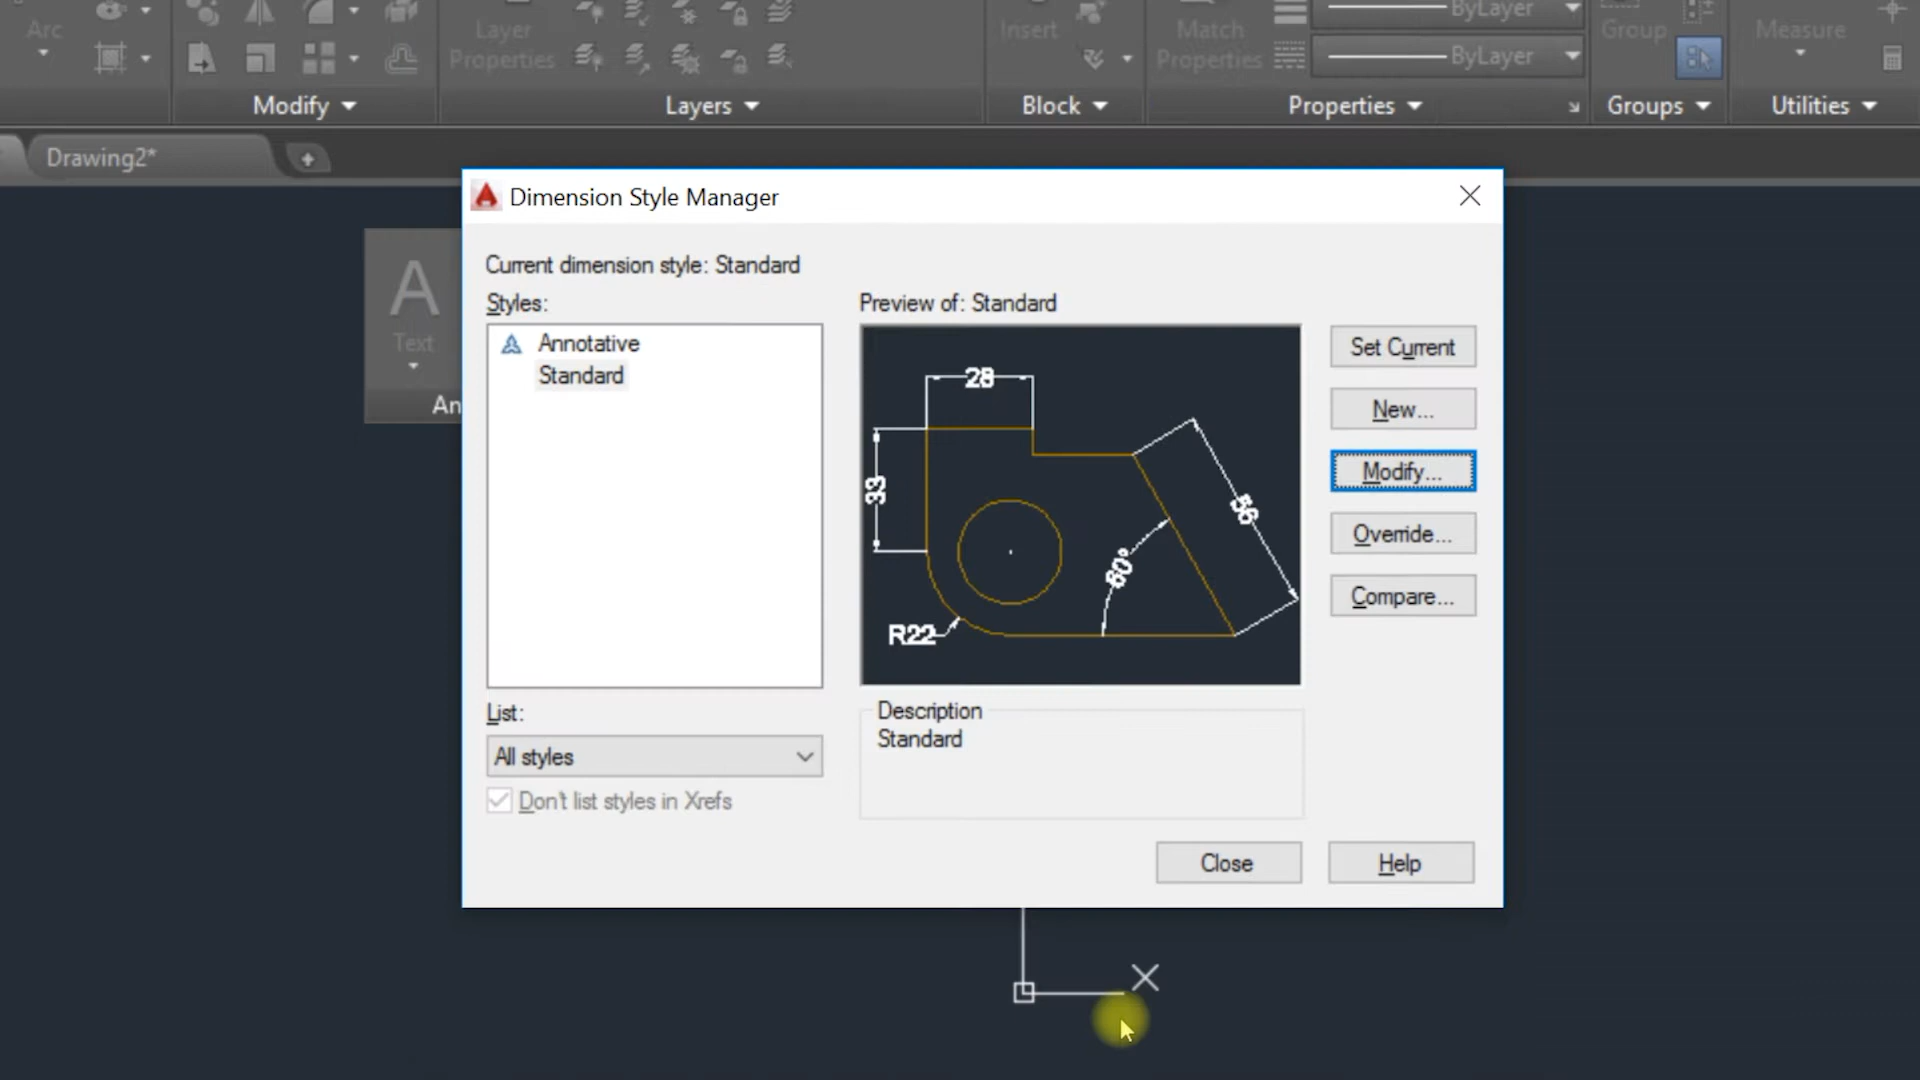 Arc
Layer
Properties
Insert
Match
Properties
ByLayer
ByLayer
Group
Measure
Modify
Layers
Block
Properties
Groups
Utilities
Drawing2*
Dimension Style Manager
A
Text
An
Current dimension style: Standard
Styles:
Annotative
Standard
Preview of: Standard
28
33
56
60°
R22
Set Current
New...
Modify...
Override...
Compare...
List:
All styles
Don't list styles in Xrefs
Description
Standard
Close
Help
X